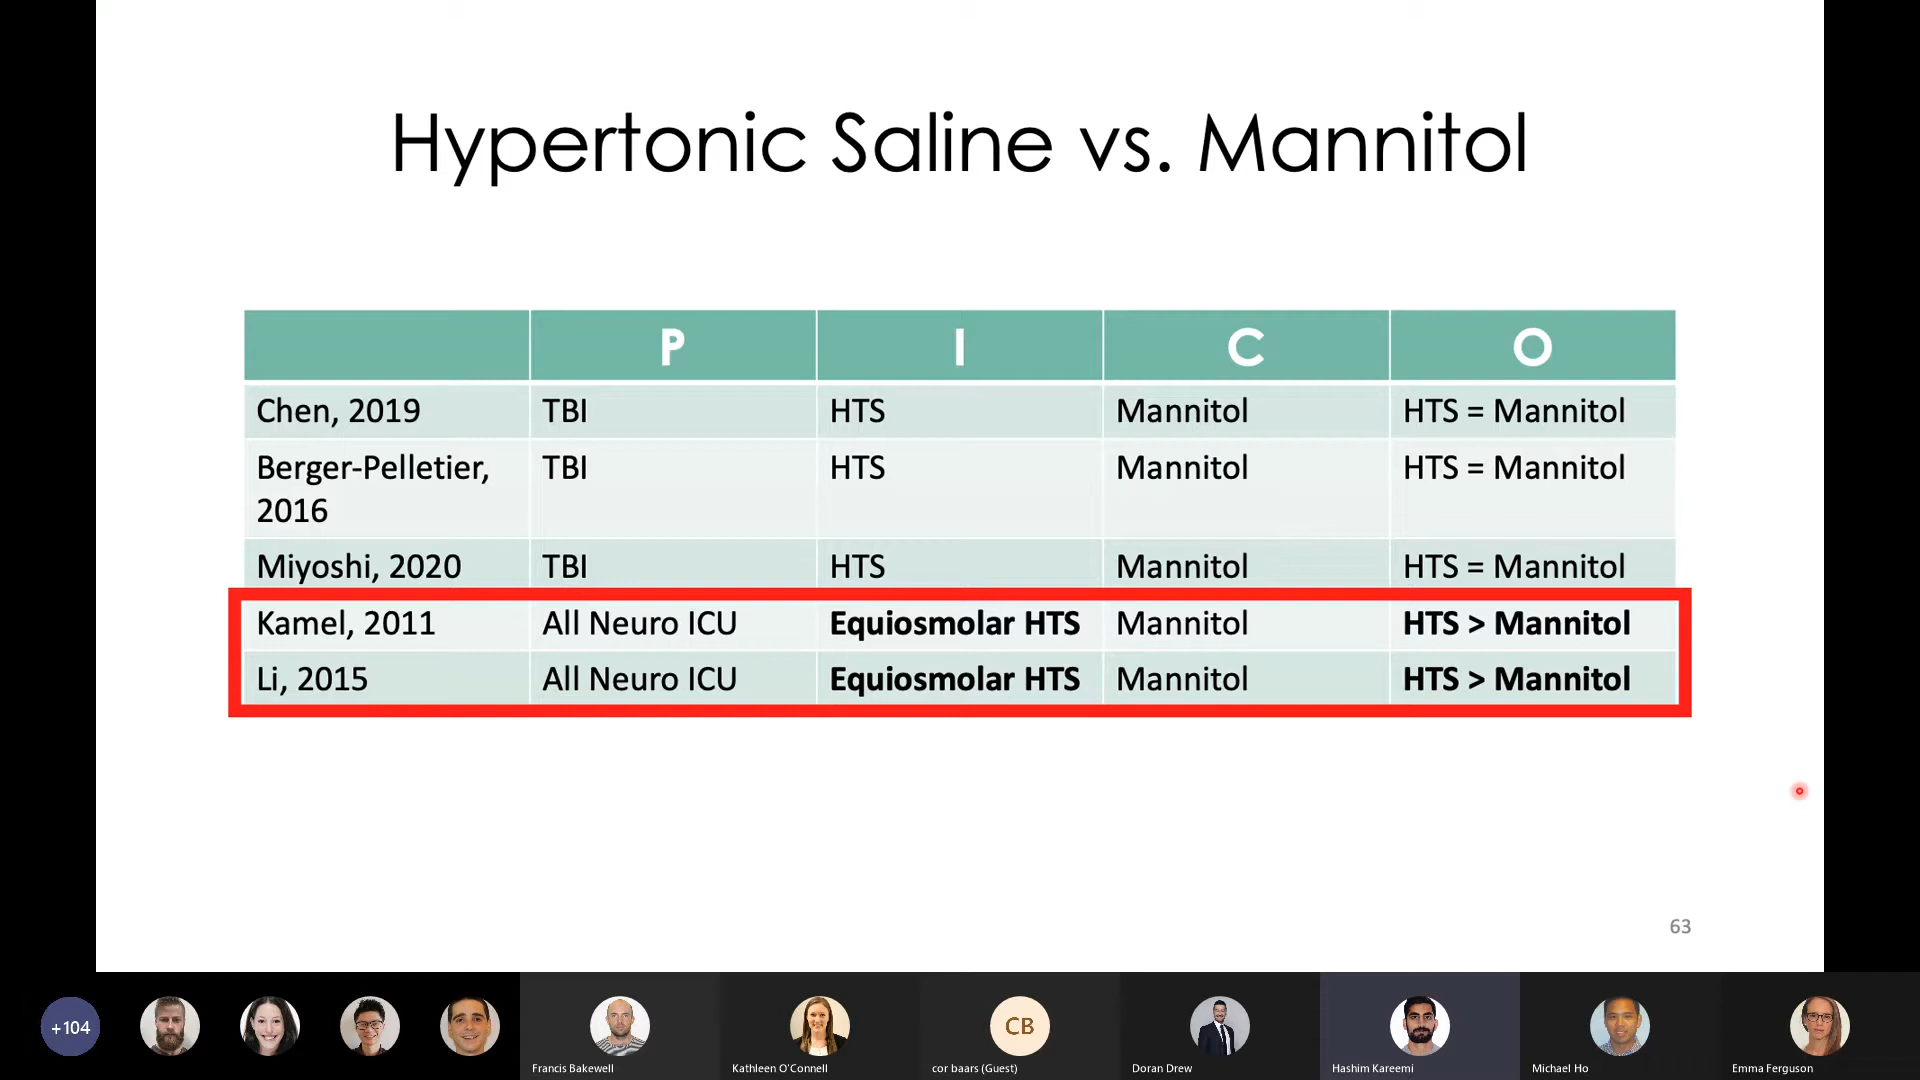 Hypertonic Saline vs. Mannitol
P I C O
Chen, 2019 TBI HTS Mannitol HTS = Mannitol
Berger-Pelletier, TBI HTS Mannitol HTS = Mannitol
2016
Miyoshi, 2020 TBI HTS Mannitol HTS = Mannitol
Kamel, 2011 All Neuro ICU Equiosmolar HTS Mannitol HTS > Mannitol
Li, 2015 All Neuro ICU Equiosmolar HTS Mannitol HTS > Mannitol
63
+104
CB
Francis Bakewell Kathleen O'Connell cor baars (Guest) Doran Drew Hashim Kareemi Michael Ho Emma Ferguson